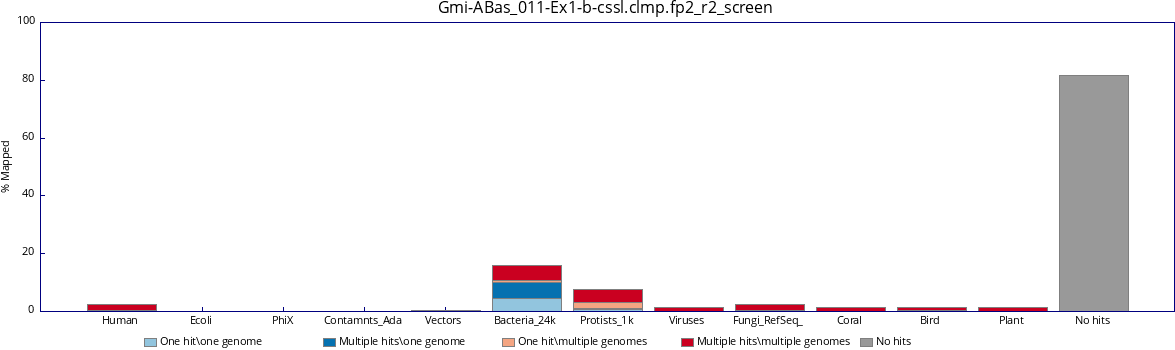 Gmi-ABas_011-Ex1-b-cssl.clmp.fp2_r2_screen
% Mapped
100
80
60
40
20
0
Human Ecoli PhiX Contamnts_Ada Vectors Bacteria_24k Protists_1k Viruses Fungi_RefSeq_ Coral Bird Plant No hits
One hit\one genome Multiple hits\one genome One hit\multiple genomes Multiple hits\multiple genomes No hits